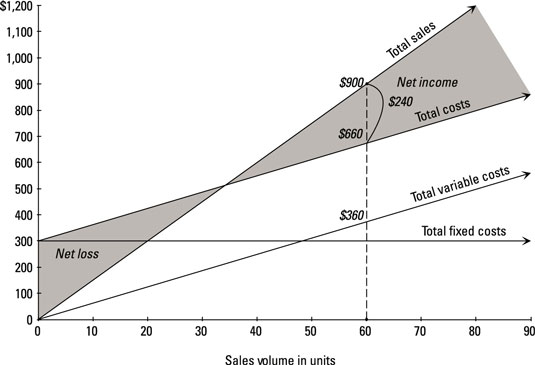 $1,200
1,100
1,000
900
800
700
600
500
400
300
200
100
0
Total sales
$900
Net income
$240
Total costs
$660
Total variable costs
$360
Total fixed costs
Net loss
0 10 20 30 40 50 60 70 80 90
Sales volume in units